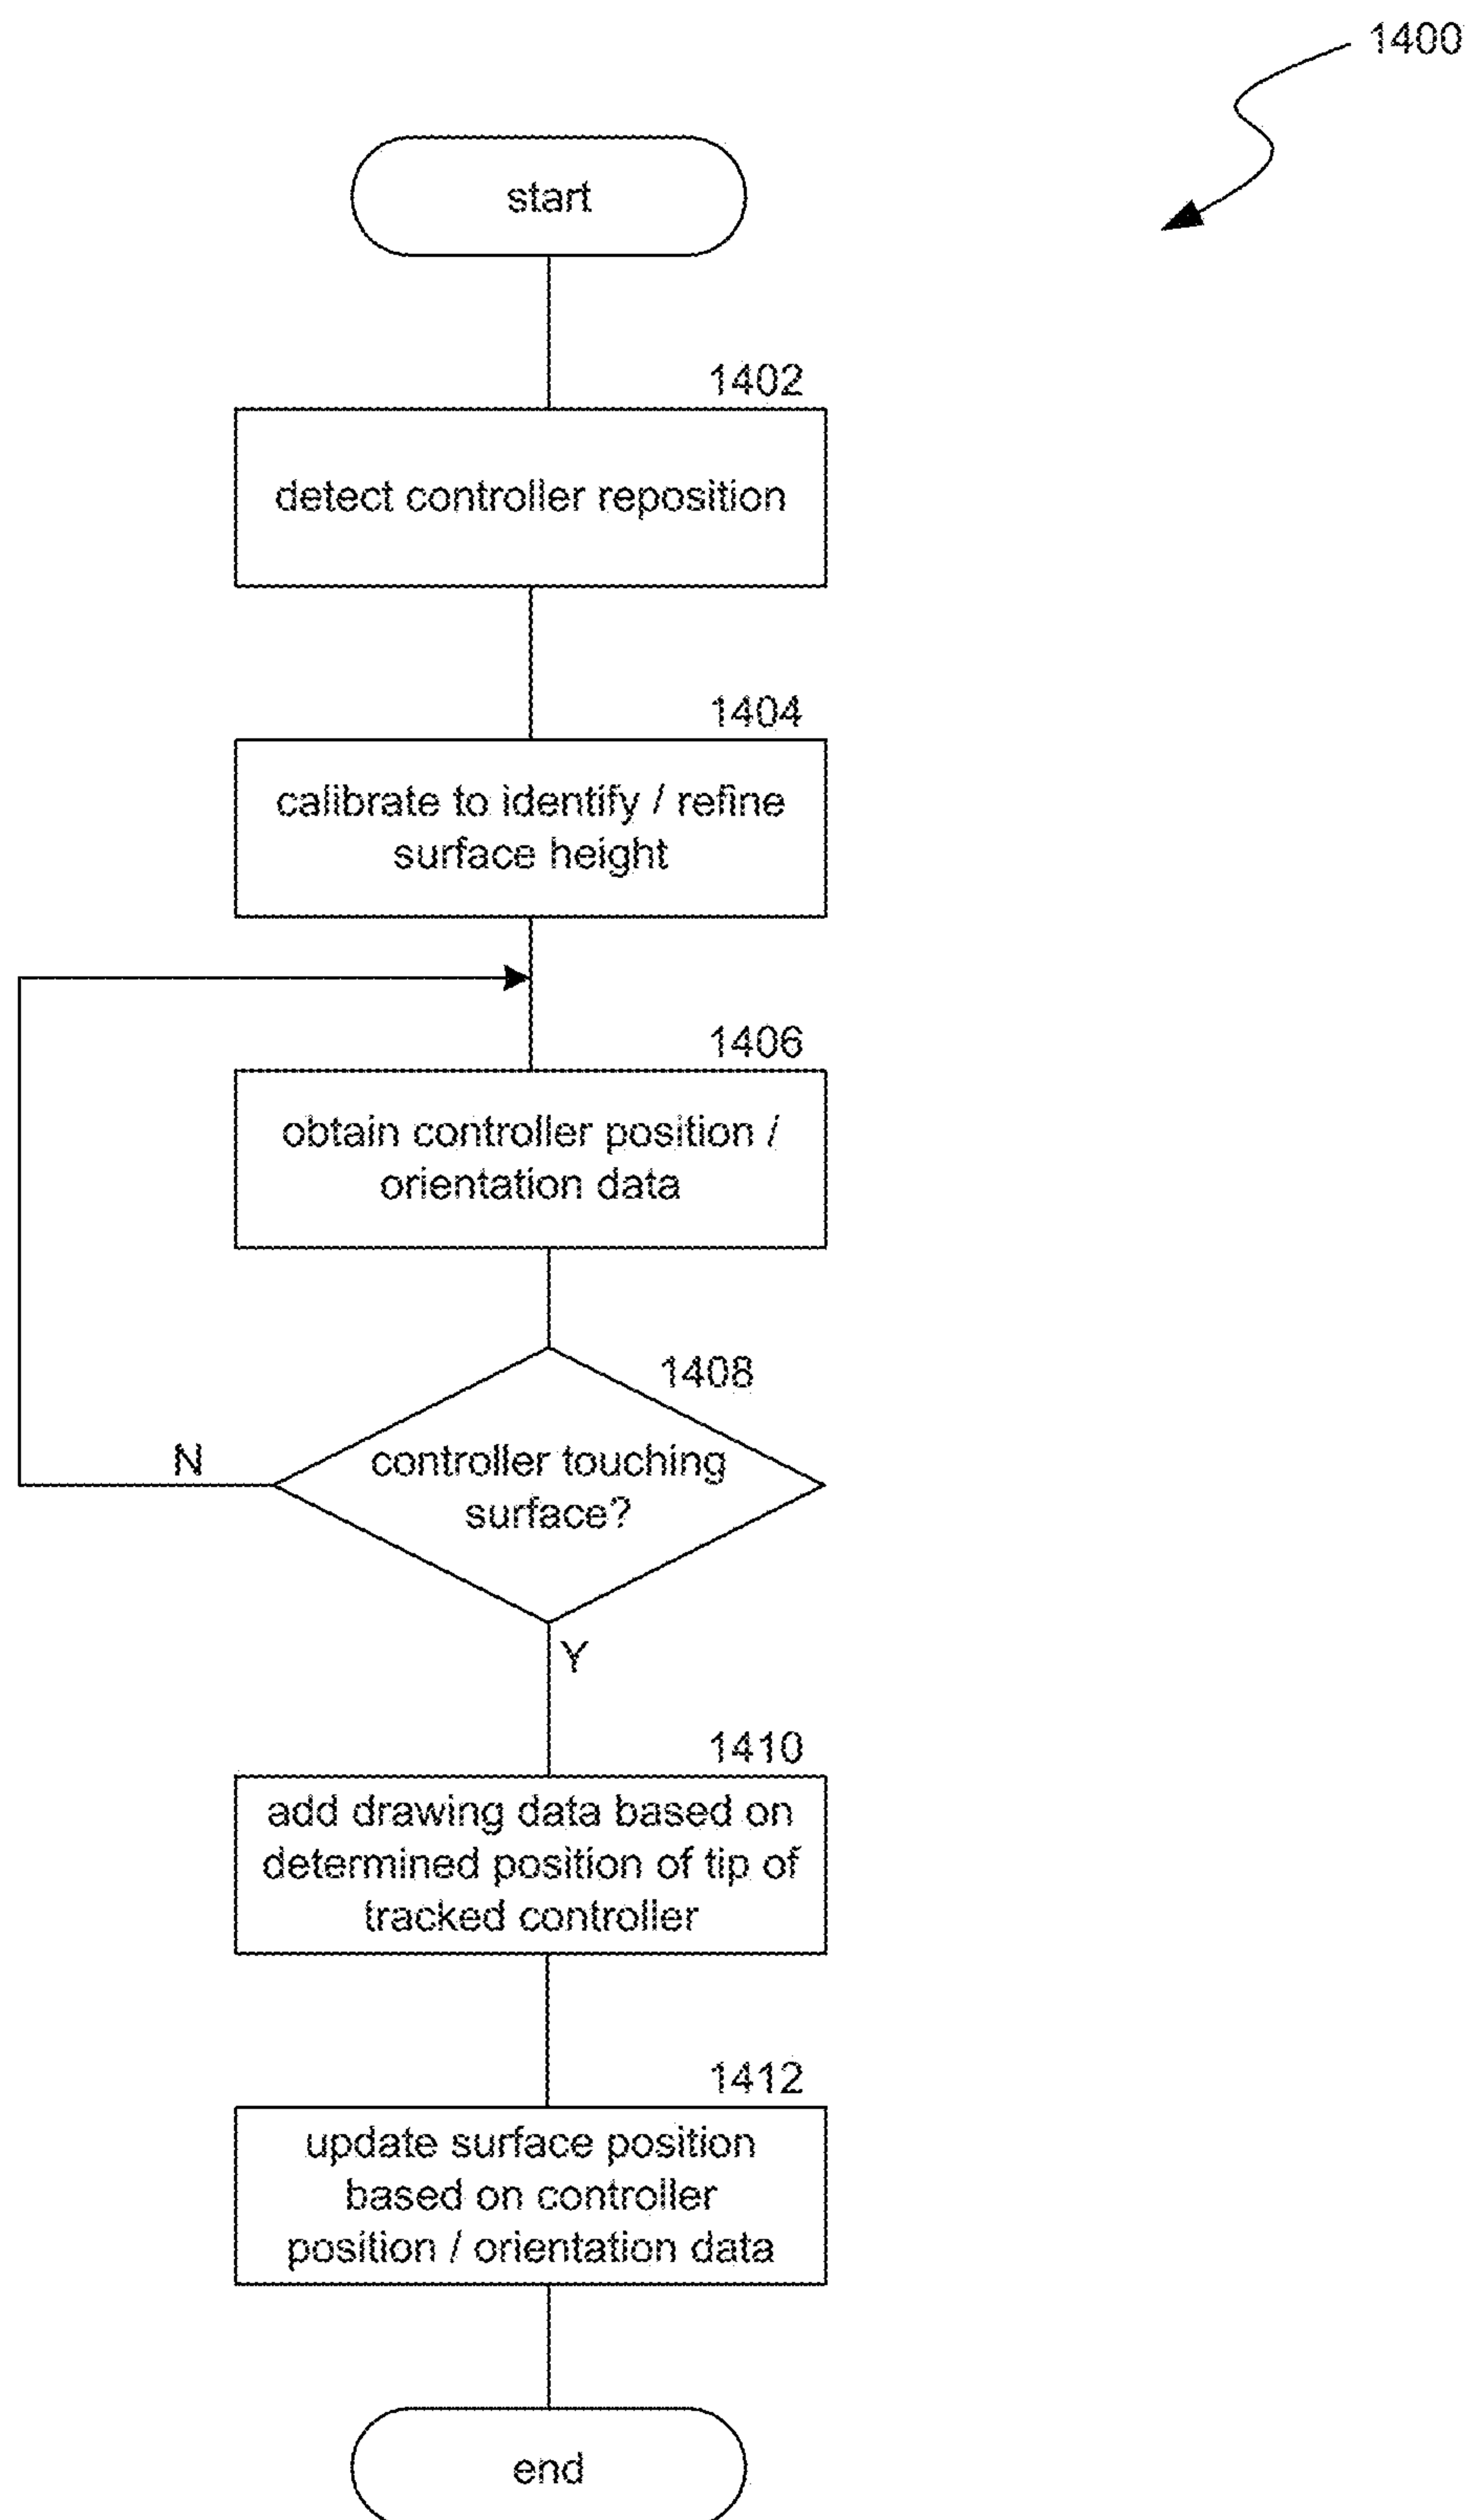 1400
start
1402
detect controller reposition
1404
calibrate to identify / refine
surface height
1406
obtain controller position /
orientation data
1408
controller touching
surface?
N
Y
1410
add drawing data based on
determined position of tip of
tracked controller
1412
update surface position
based on controller
position / orientation data
end